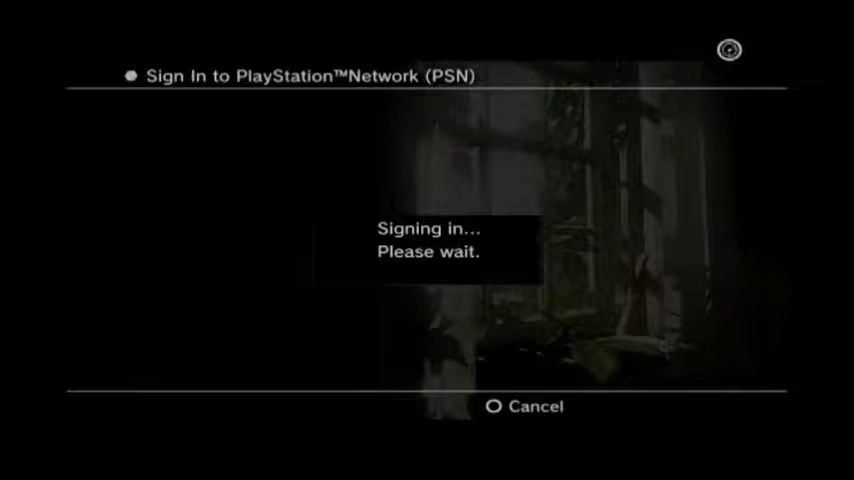 Sign In to PlayStation™Network (PSN)
Signing in...
Please wait.
Cancel